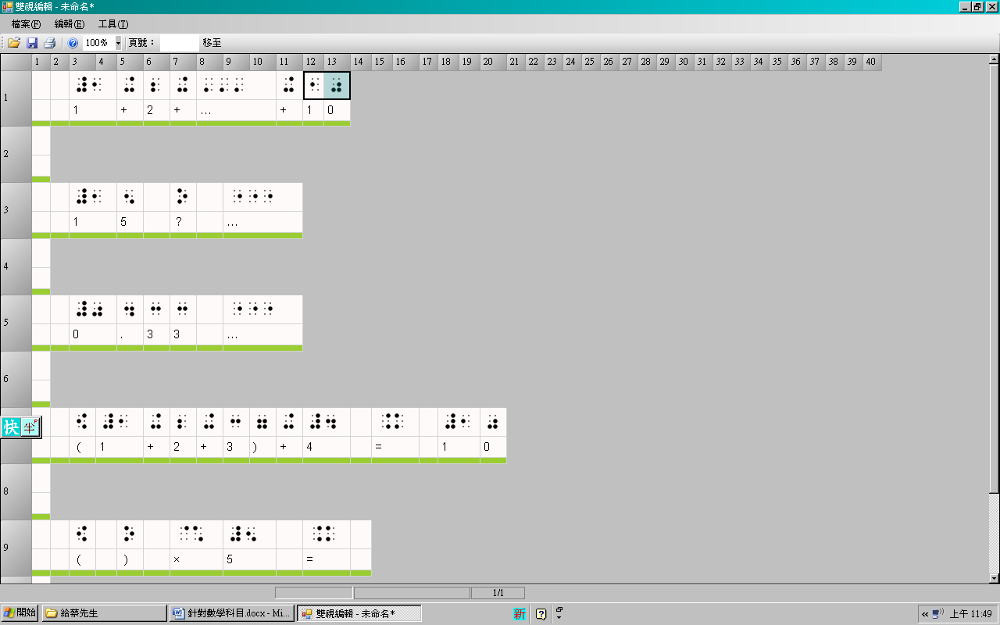 雙視編輯 - 未命名*
檔案(F) 編輯(E) 工具(T)
100% 頁號： 移至
1 2 3 4 5 6 7 8 9 10 11 12 13 14 15 16 17 18 19 20 21 22 23 24 25 26 27 28 29 30 31 32 33 34 35 36 37 38 39 40
1
⠼⠂ ⠬ ⠆ ⠬ ⠠⠠⠠ ⠬ ⠂ ⠴
1 + 2 + ... + 1 0
2
3
⠼⠂ ⠢ ⠕ ⠐⠐⠐
1 5 ? ...
4
5
⠼⠴ ⠲ ⠒ ⠒ ⠐⠐⠐
0 . 3 3 ...
6
⠪ ⠼⠂ ⠬ ⠆ ⠬ ⠒ ⠶ ⠬ ⠼⠲ ⠨⠅ ⠼⠂ ⠴
( 1 + 2 + 3 ) + 4 = 1 0
快 半
8
9
⠪ ⠕ ⠈⠡ ⠼⠢ ⠨⠅
( ) × 5 =
1/1
開始 給蔡先生 針對數學科目.docx - Mi... 雙視編輯 - 未命名* 新 ? « 上午 11:49